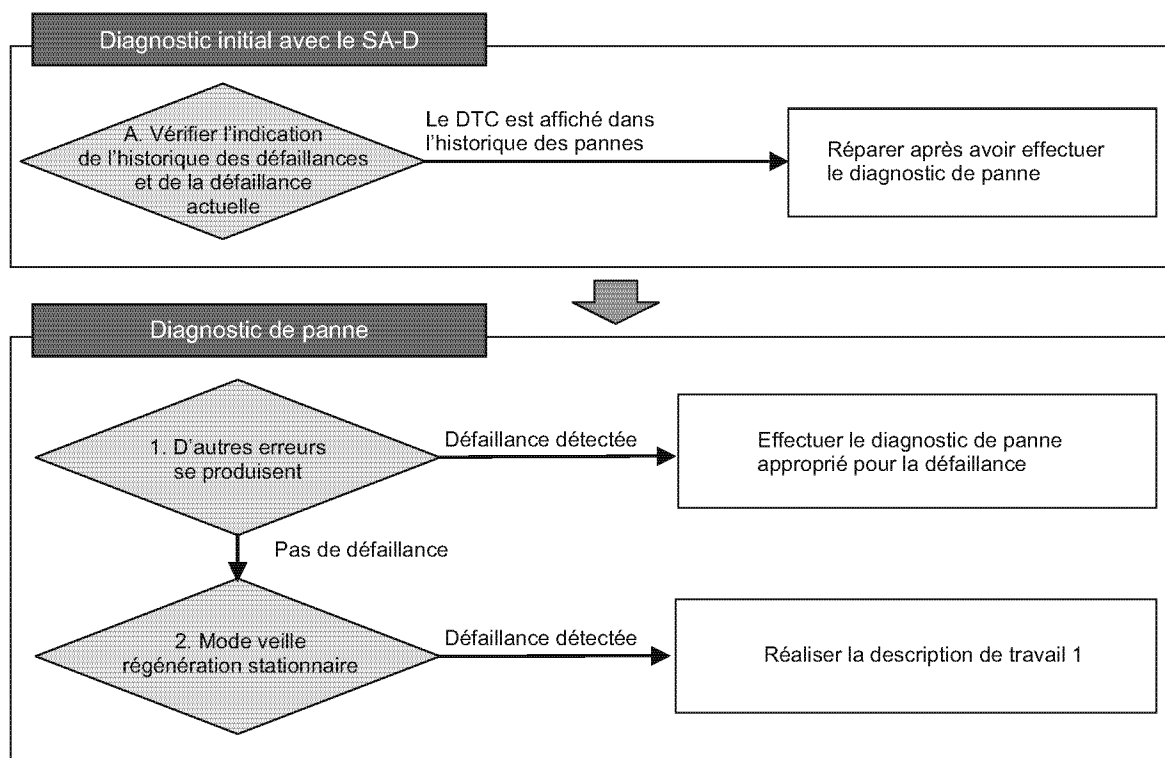 Diagnostic initial avec le SA-D
A. Vérifier l'indication
de l'historique des défaillances
et de la défaillance
actuelle
Le DTC est affiché dans
l'historique des pannes
Réparer après avoir effectuer
le diagnostic de panne
Diagnostic de panne
1. D'autres erreurs
se produisent
Défaillance détectée
Effectuer le diagnostic de panne
approprié pour la défaillance
Pas de défaillance
2. Mode veille
régénération stationnaire
Défaillance détectée
Réaliser la description de travail 1